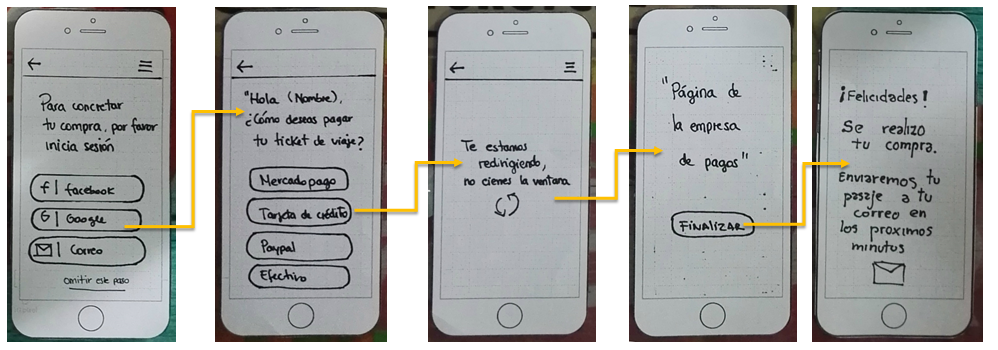 Para concretar
tu compra, por favor
inicia sesión
f | facebook
G | Google
| Correo
omitir este paso
"Hola (Nombre),
¿Cómo deseas pagar
tu ticket de viaje?
Mercadopago
Tarjeta de crédito
Paypal
Efectivo
Te estamos
redirigiendo,
no cierres la ventana
"Página de
la empresa
de pagos"
FINALIZAR
¡Felicidades!
Se realizo
tu compra.
Enviaremos tu
pasaje a tu
correo en
los proximos
minutos